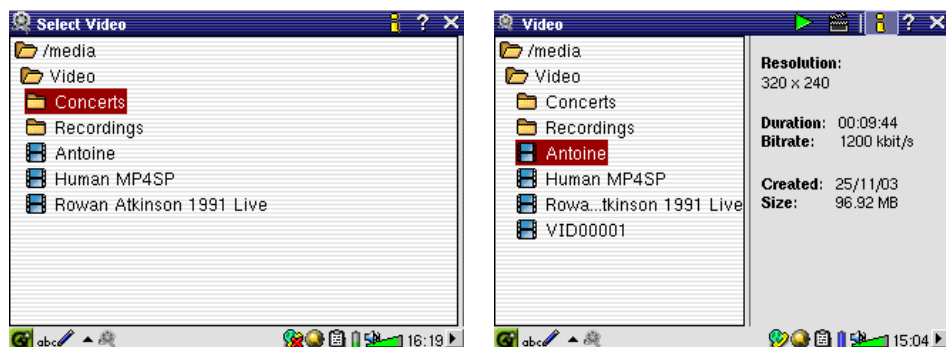 Select Video
? ×
/media
Video
Concerts
Recordings
Antoine
Human MP4SP
Rowan Atkinson 1991 Live
abc
16:19
Video
? ×
/media
Video
Concerts
Recordings
Antoine
Human MP4SP
Rowa...tkinson 1991 Live
VID00001
Resolution:
320 x 240
Duration: 00:09:44
Bitrate: 1200 kbit/s
Created: 25/11/03
Size: 96.92 MB
abc
15:04